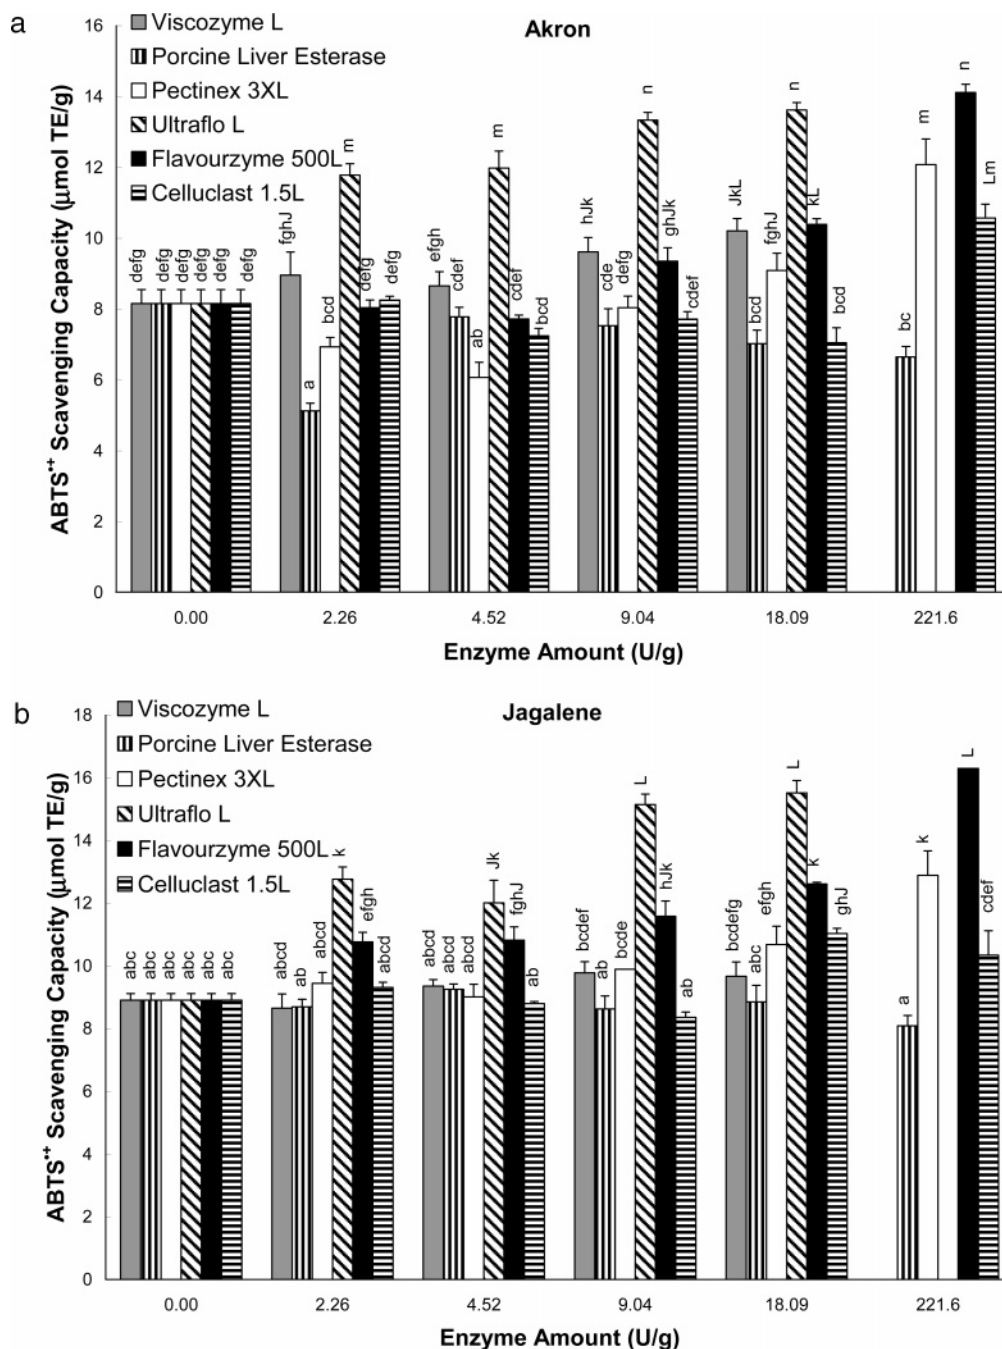 a
Akron
16
14
12
10
8
6
4
2
0
ABTS•+ Scavenging Capacity (μmol TE/g)
Viscozyme L
Porcine Liver Esterase
Pectinex 3XL
Ultraflo L
Flavourzyme 500L
Celluclast 1.5L
defg defg defg defg defg defg
fghJ a bcd m defg defg
efgh cdef ab m cdef bcd
hJk cde defg n ghJk cdef
JkL bcd fghJ n kL bcd
bc m n Lm
0.00 2.26 4.52 9.04 18.09 221.6
Enzyme Amount (U/g)
b
Jagalene
18
16
14
12
10
8
6
4
2
0
ABTS•+ Scavenging Capacity (μmol TE/g)
Viscozyme L
Porcine Liver Esterase
Pectinex 3XL
Ultraflo L
Flavourzyme 500L
Celluclast 1.5L
abc abc abc abc abc abc
abcd ab abcd k efgh abcd
abcd abcd abcd Jk fghJ ab
bcdef ab bcde L hJk ab
bcdefg abc efgh L k ghJ
a k L cdef
0.00 2.26 4.52 9.04 18.09 221.6
Enzyme Amount (U/g)